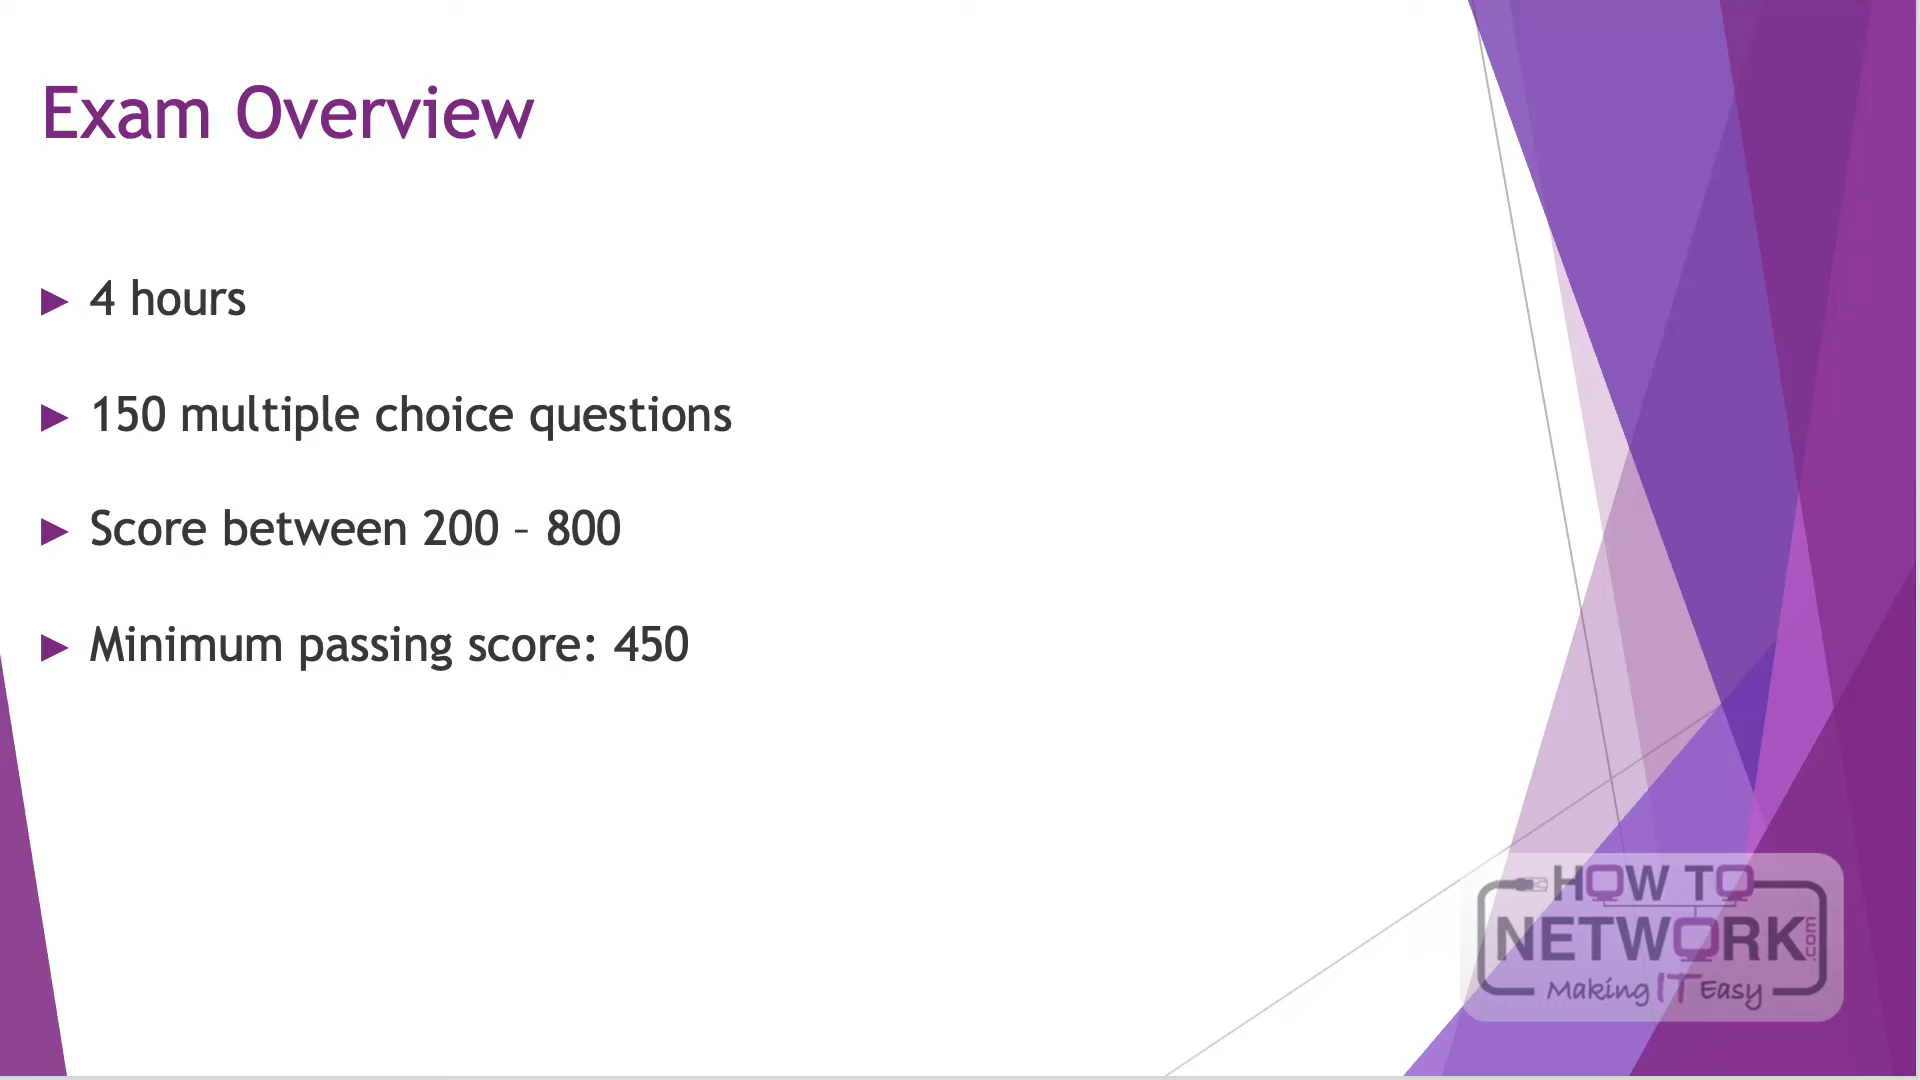 Exam Overview
4 hours
150 multiple choice questions
Score between 200 – 800
Minimum passing score: 450
HOW TO
NETWORK.com
Making IT Easy